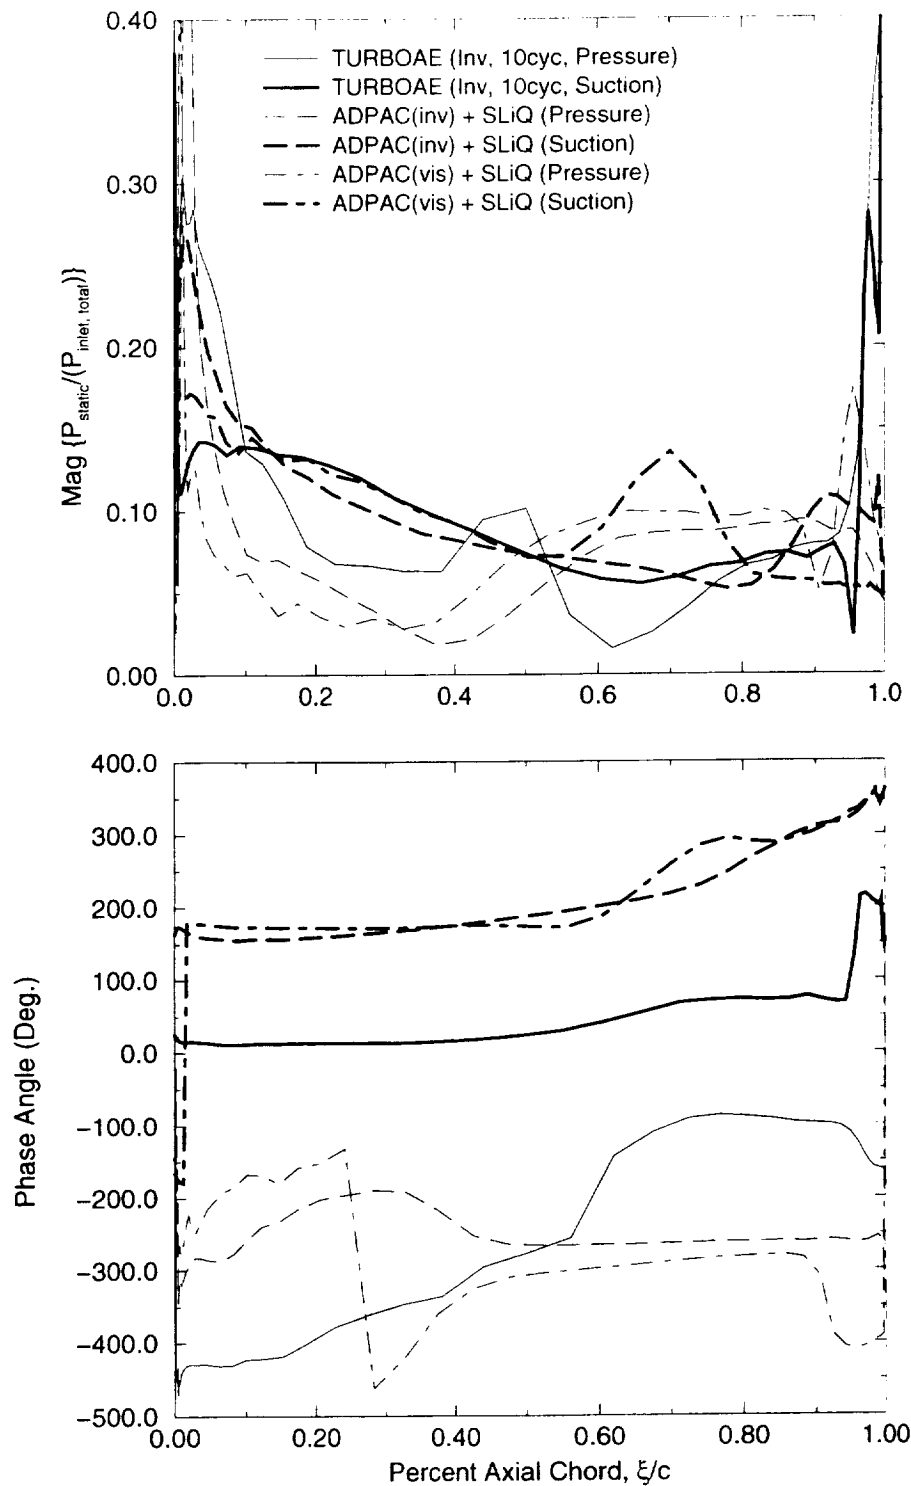 0.40
TURBOAE (Inv, 10cyc, Pressure)
TURBOAE (Inv, 10cyc, Suction)
ADPAC(inv) + SLiQ (Pressure)
ADPAC(inv) + SLiQ (Suction)
ADPAC(vis) + SLiQ (Pressure)
ADPAC(vis) + SLiQ (Suction)
0.30
0.20
0.10
0.00
Mag {P_static/(P_inlet, total)}
0.0 0.2 0.4 0.6 0.8 1.0
400.0
300.0
200.0
100.0
0.0
−100.0
−200.0
−300.0
−400.0
−500.0
Phase Angle (Deg.)
0.00 0.20 0.40 0.60 0.80 1.00
Percent Axial Chord, ξ/c